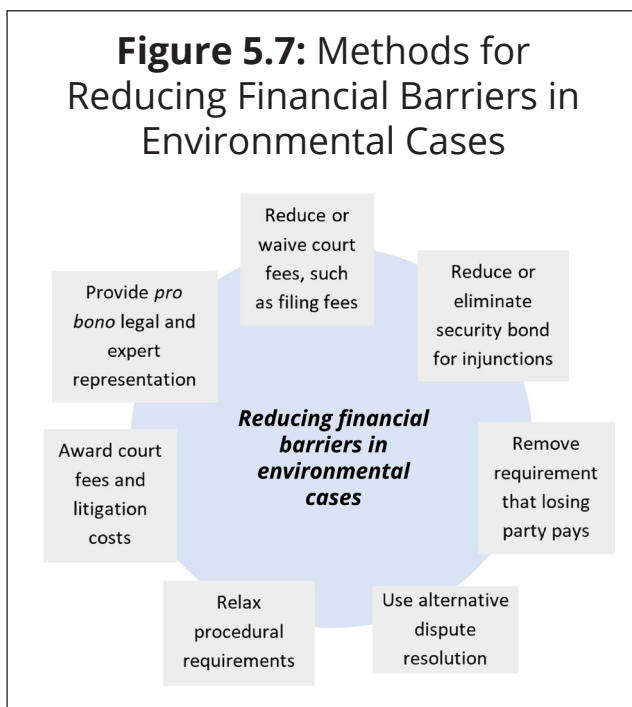 Figure 5.7: Methods for
Reducing Financial Barriers in
Environmental Cases
Reduce or
waive court
fees, such
as filing fees
Reduce or
eliminate
security bond
for injunctions
Remove
requirement
that losing
party pays
Use alternative
dispute
resolution
Relax
procedural
requirements
Award court
fees and
litigation
costs
Provide pro
bono legal and
expert
representation
Reducing financial
barriers in
environmental
cases